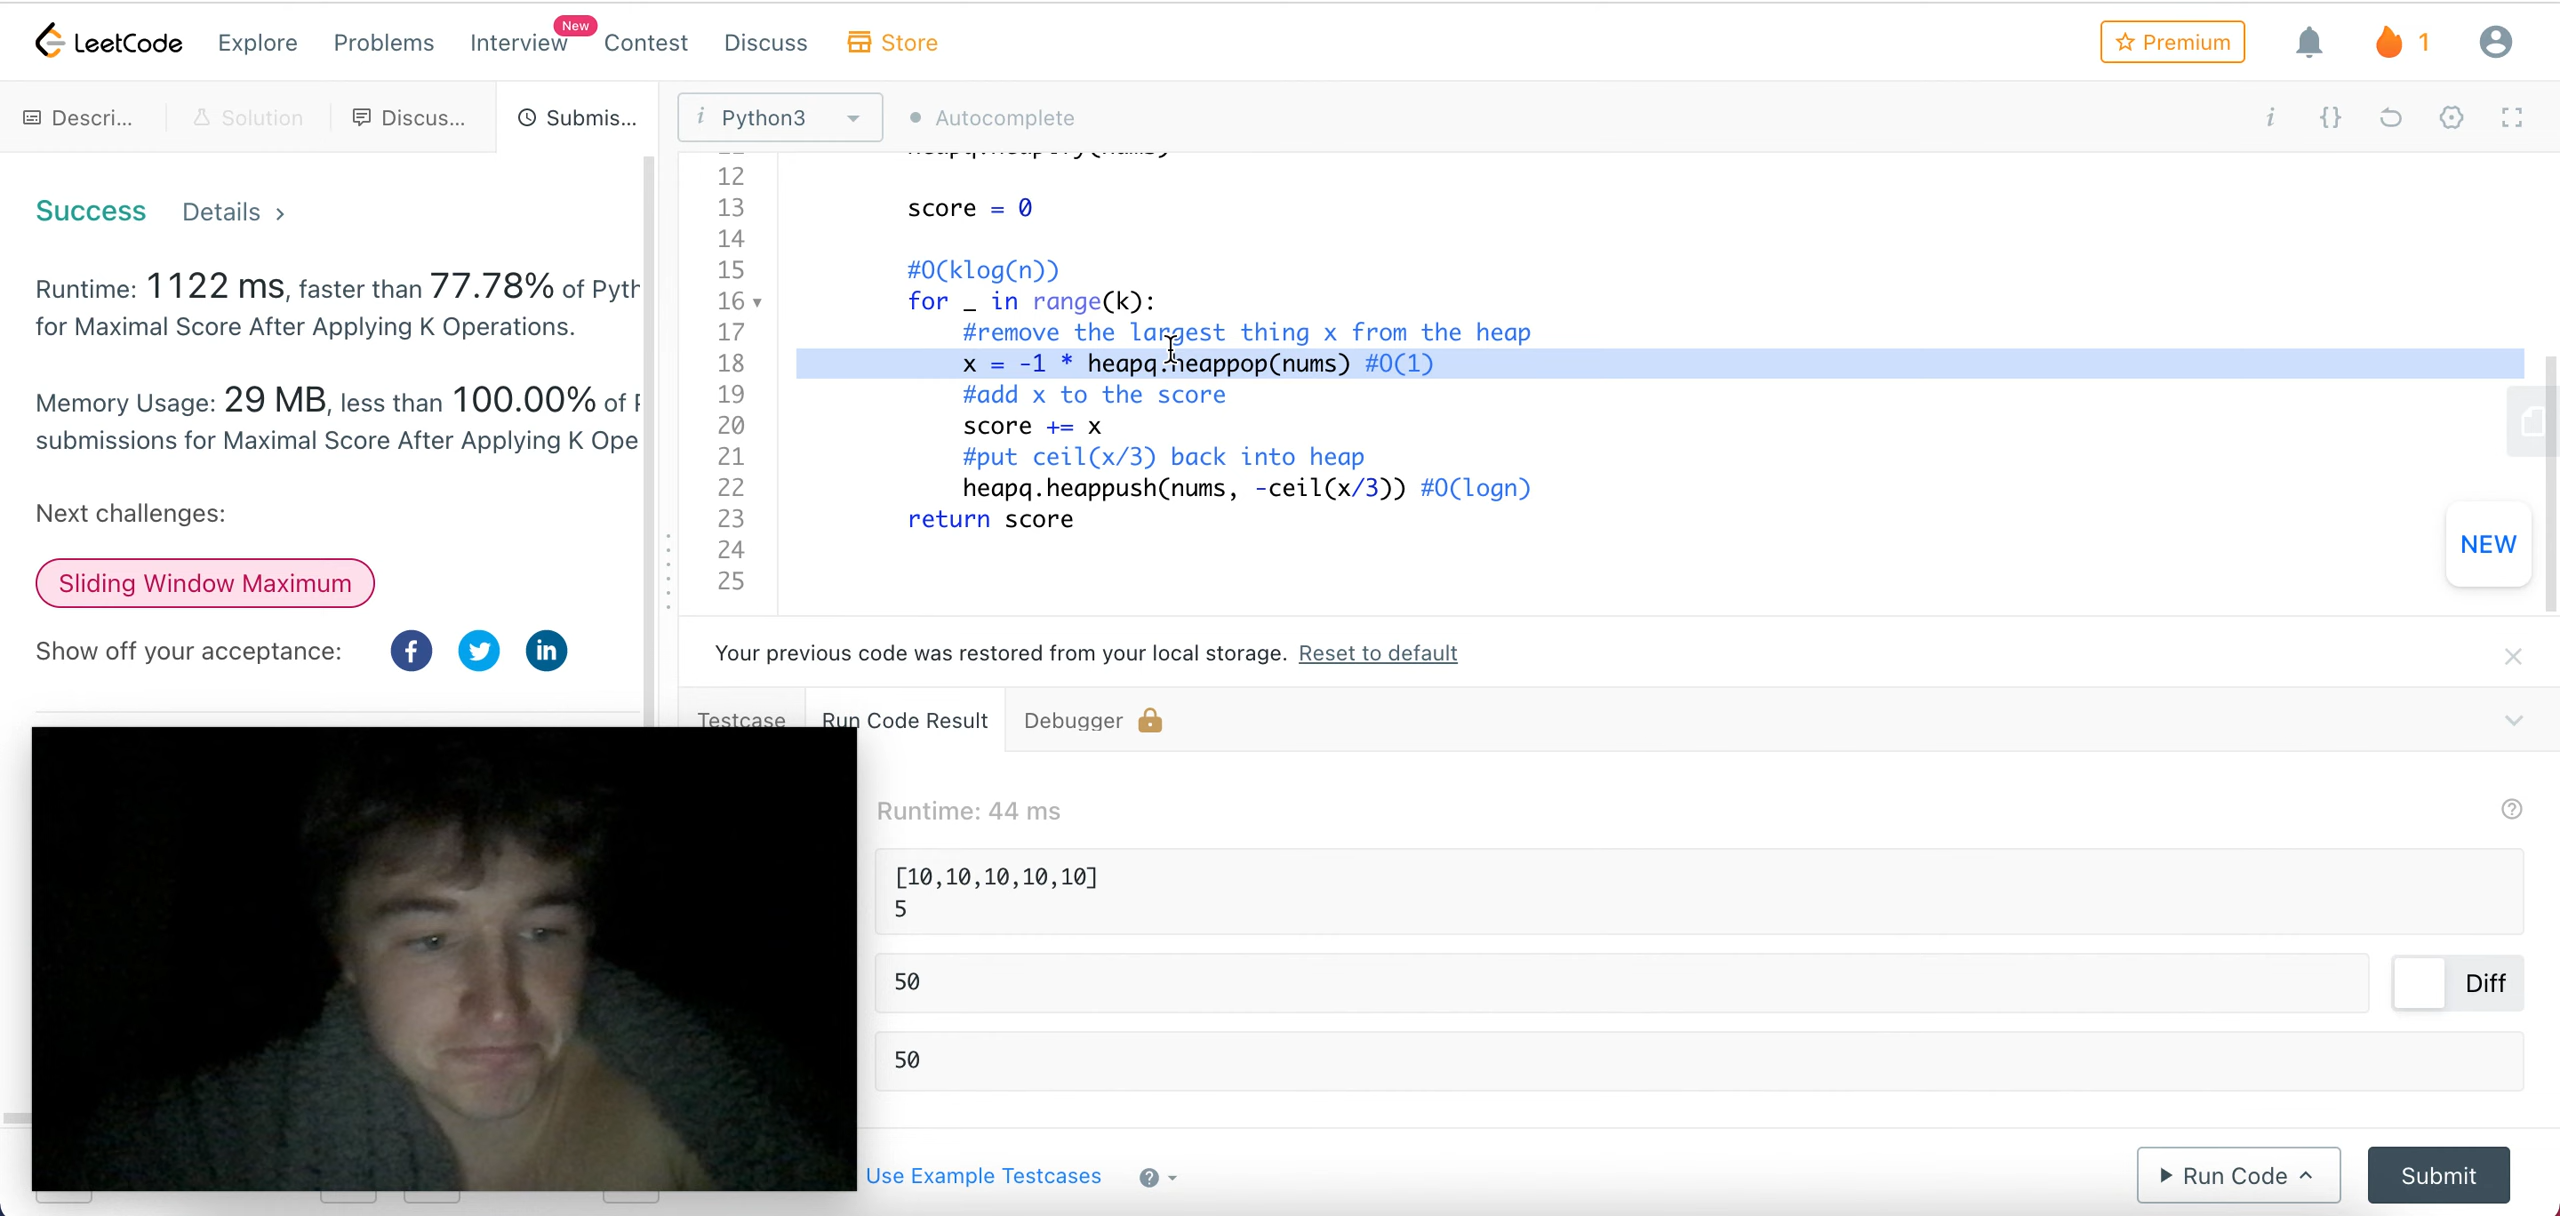 LeetCode Explore Problems Interview New Contest Discuss Store Premium 1
Descri... Solution Discus... Submis...
Python3 Autocomplete
Success Details >
Runtime: 1122 ms, faster than 77.78% of Pyth
for Maximal Score After Applying K Operations.
Memory Usage: 29 MB, less than 100.00% of
submissions for Maximal Score After Applying K Ope
Next challenges:
Sliding Window Maximum
Show off your acceptance:
12
13 score = 0
14
15 #O(klog(n))
16 for _ in range(k):
17 #remove the largest thing x from the heap
18 x = -1 * heapq.heappop(nums) #O(1)
19 #add x to the score
20 score += x
21 #put ceil(x/3) back into heap
22 heapq.heappush(nums, -ceil(x/3)) #O(logn)
23 return score
24
25
NEW
Your previous code was restored from your local storage. Reset to default
Testcase Run Code Result Debugger
Runtime: 44 ms
[10,10,10,10,10]
5
50
Diff
50
Use Example Testcases
Run Code
Submit